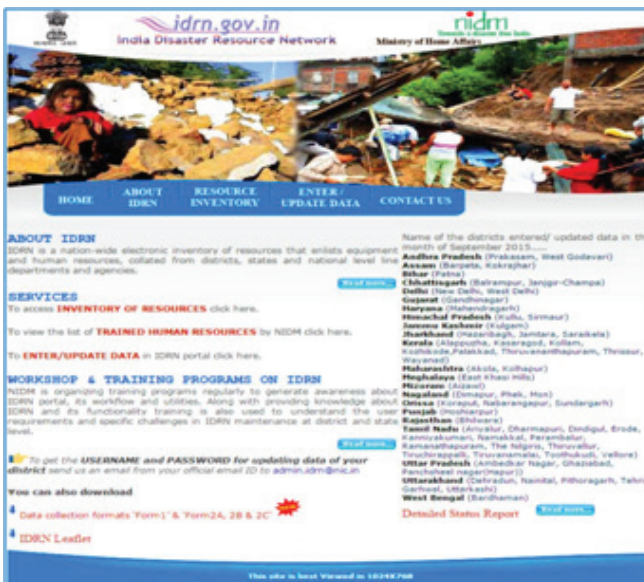 idrn.gov.in
India Disaster Resource Network
nidm
Towards a disaster free India
Ministry of Home Affairs
HOME
ABOUT IDRN
RESOURCE INVENTORY
ENTER / UPDATE DATA
CONTACT US
ABOUT IDRN
IDRN is a nation-wide electronic inventory of resources that enlists equipment
and human resources, collated from districts, states and national level line
departments and agencies.
Read more...
SERVICES
To access INVENTORY OF RESOURCES click here.
To view the list of TRAINED HUMAN RESOURCES by NIDM click here.
To ENTER/UPDATE DATA in IDRN portal click here.
WORKSHOP & TRAINING PROGRAMS ON IDRN
NIDM is organizing training programs regularly to generate awareness about
IDRN portal, its workflow and utilities. Along with providing knowledge about
IDRN and its functionality training is also used to understand the user
requirements and specific challenges in IDRN maintenance at district and state
level.
Read more...
To get the USERNAME and PASSWORD for updating data of your
district send us an email from your official email ID to admin.idrn@nic.in
You can also download
Data collection formats 'Form1' & 'Form2A, 2B & 2C'
IDRN Leaflet
Name of the districts entered/ updated data in th
month of September 2015....
Andhra Pradesh (Prakasam, West Godavari)
Assam (Barpeta, Kokrajhar)
Bihar (Patna)
Chhattisgarh (Balrampur, Janjgir-Champa)
Delhi (New Delhi, West Delhi)
Gujarat (Gandhinagar)
Haryana (Mahendragarh)
Himachal Pradesh (Kullu, Sirmaur)
Jammu Kashmir (Kulgam)
Jharkhand (Hazaribagh, Jamtara, Saraikela)
Kerala (Alappuzha, Kasaragod, Kollam,
Kozhikode,Palakkad, Thiruvananthapuram, Thrissur,
Wayanad)
Maharashtra (Akola, Kolhapur)
Meghalaya (East Khasi Hills)
Mizoram (Aizawl)
Nagaland (Dimapur, Phek, Mon)
Orissa (Koraput, Nabarangapur, Sundargarh)
Punjab (Hoshiarpur)
Rajasthan (Bhilwara)
Tamil Nadu (Ariyalur, Dharmapuri, Dindigul, Erode,
Kanniyakumari, Namakkal, Perambalur,
Ramanathapuram, The Nilgiris, Thiruvallur,
Tiruchirappalli, Tiruvanamalai, Toothukudi, Vellore)
Uttar Pradesh (Ambedkar Nagar, Ghaziabad,
Panchsheel nagar(Hapur))
Uttarakhand (Dehradun, Nainital, Pithoragarh, Tehri
Garhwal, Uttarkashi)
West Bengal (Bardhaman)
Detailed Status Report
Read more...
This site is best Viewed in 1024X768